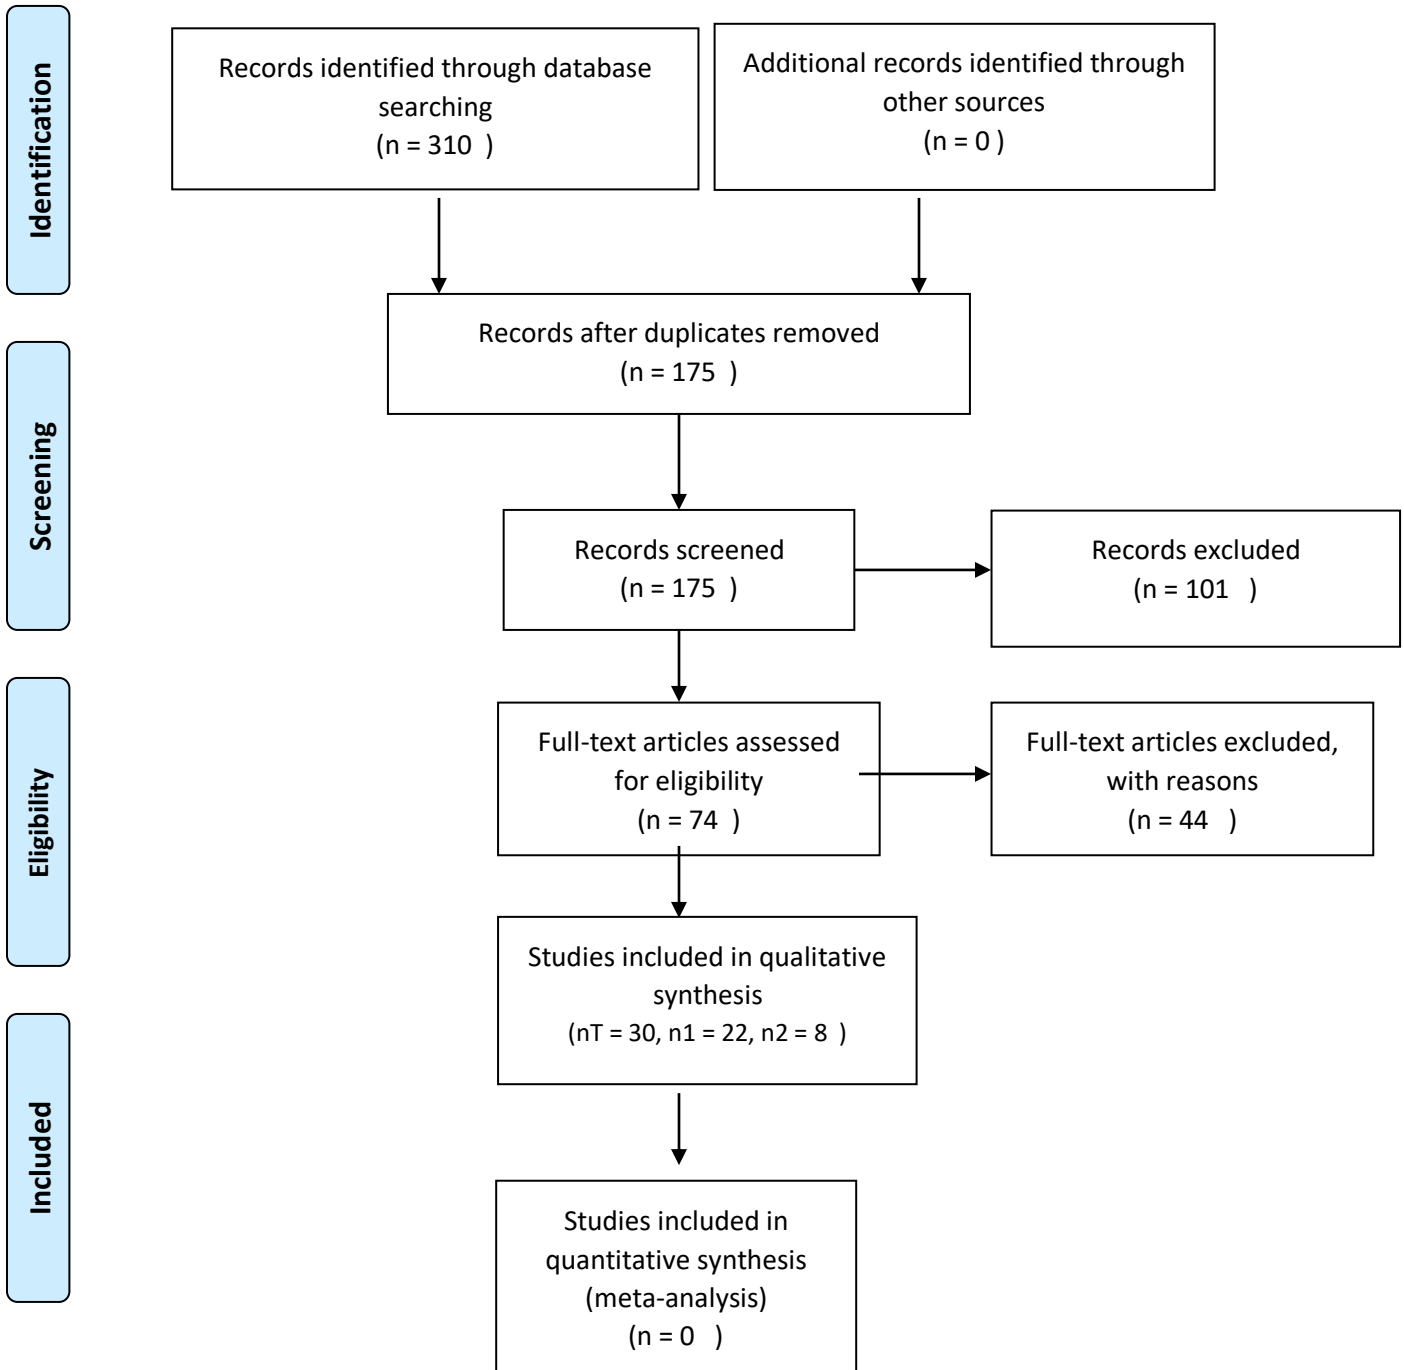 Identification
Records identified through database
searching
(n = 310  )
Additional records identified through
other sources
(n = 0 )
Records after duplicates removed
(n = 175  )
Screening
Records screened
(n = 175  )
Records excluded
(n = 101   )
Eligibility
Full-text articles assessed
for eligibility
(n = 74   )
Full-text articles excluded,
with reasons
(n = 44   )
Studies included in qualitative
synthesis
(nT = 30, n1 = 22, n2 = 8  )
Included
Studies included in
quantitative synthesis
(meta-analysis)
(n = 0   )